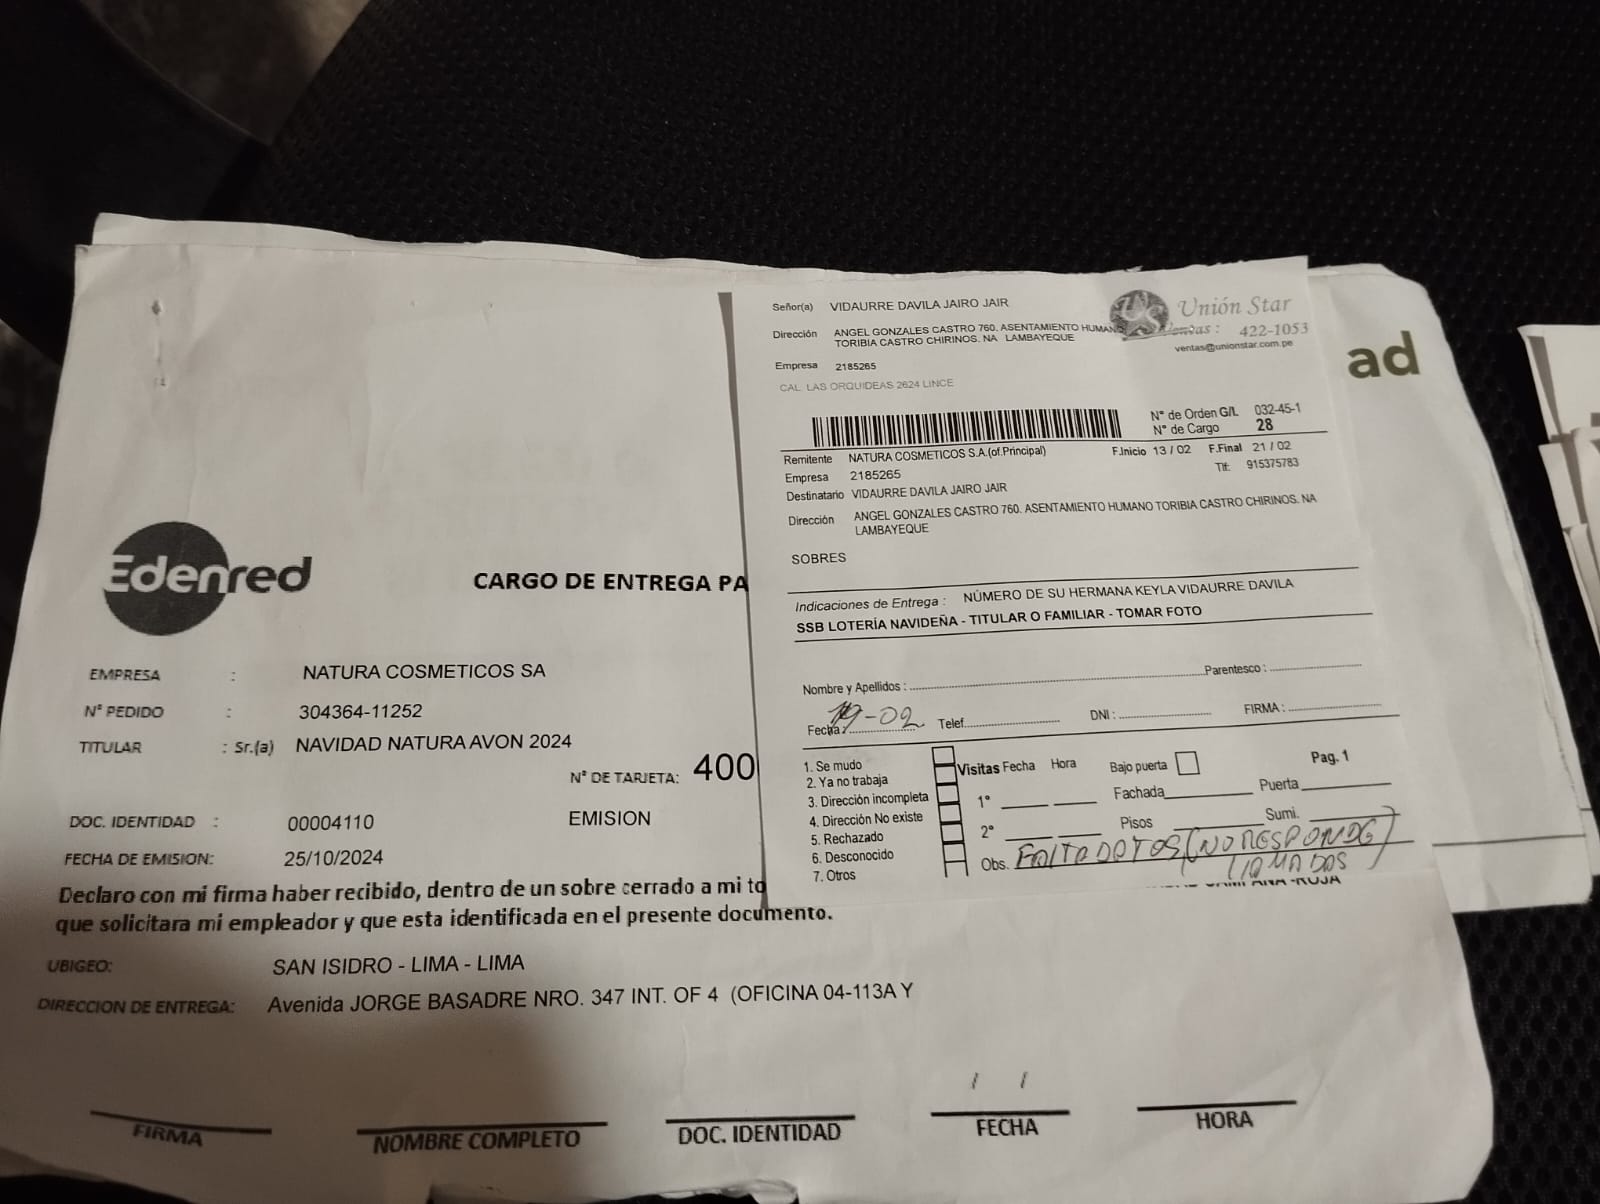 Señor(a) VIDAURRE DAVILA JAIRO JAIR
Unión Star
Dirección ANGEL GONZALES CASTRO 760. ASENTAMIENTO HUMANO
TORIBIA CASTRO CHIRINOS. NA LAMBAYEQUE
422-1053
ventas@unionstar.com.pe
Empresa 2185265
CAL. LAS ORQUIDEAS 2624 LINCE
ad
N° de Orden G/L 032-45-1
N° de Cargo 28
Remitente NATURA COSMETICOS S.A.(of.Principal) F.Inicio 13 / 02 F.Final 21 / 02
Empresa 2185265 Tlf: 915375783
Destinatario VIDAURRE DAVILA JAIRO JAIR
Dirección ANGEL GONZALES CASTRO 760. ASENTAMIENTO HUMANO TORIBIA CASTRO CHIRINOS. NA
LAMBAYEQUE
SOBRES
Indicaciones de Entrega : NÚMERO DE SU HERMANA KEYLA VIDAURRE DAVILA
SSB LOTERÍA NAVIDEÑA - TITULAR O FAMILIAR - TOMAR FOTO
Nombre y Apellidos : Parentesco :
Fecha 19-02 Telef. DNI : FIRMA :
1. Se mudo
2. Ya no trabaja
3. Dirección incompleta
4. Dirección No existe
5. Rechazado
6. Desconocido
7. Otros
Visitas Fecha Hora Bajo puerta Pag. 1
1° Fachada Puerta
2° Pisos Sumi.
Obs. FALTA DATOS (NO RESPONDE
LLAMADAS)
Edenred
CARGO DE ENTREGA PA
EMPRESA : NATURA COSMETICOS SA
N° PEDIDO : 304364-11252
TITULAR : Sr.(a) NAVIDAD NATURA AVON 2024
N° DE TARJETA: 400
DOC. IDENTIDAD : 00004110 EMISION
FECHA DE EMISION: 25/10/2024
Declaro con mi firma haber recibido, dentro de un sobre cerrado a mi to
que solicitara mi empleador y que esta identificada en el presente documento.
UBIGEO: SAN ISIDRO - LIMA - LIMA
DIRECCION DE ENTREGA: Avenida JORGE BASADRE NRO. 347 INT. OF 4 (OFICINA 04-113A Y
/ /
FIRMA NOMBRE COMPLETO DOC. IDENTIDAD FECHA HORA